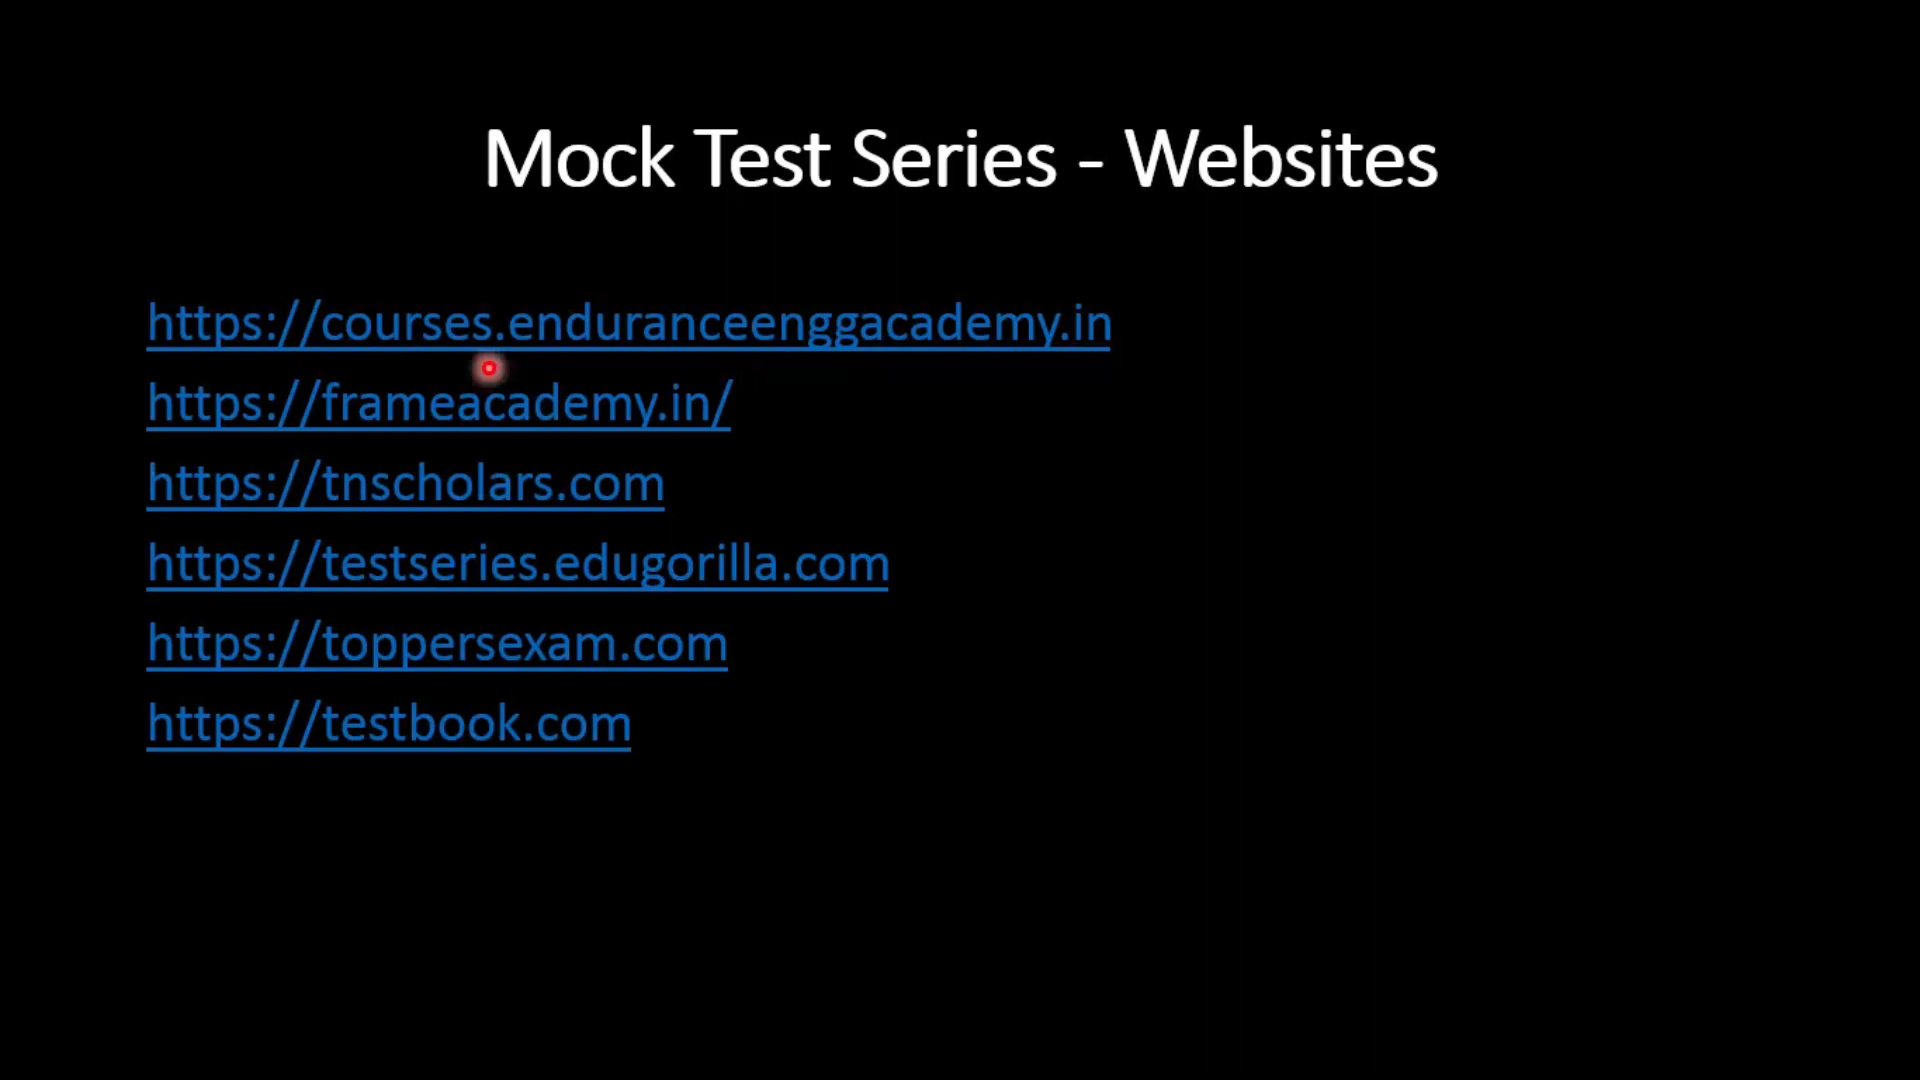 Mock Test Series - Websites
https://courses.enduranceenggacademy.in
https://frameacademy.in/
https://tnscholars.com
https://testseries.edugorilla.com
https://toppersexam.com
https://testbook.com